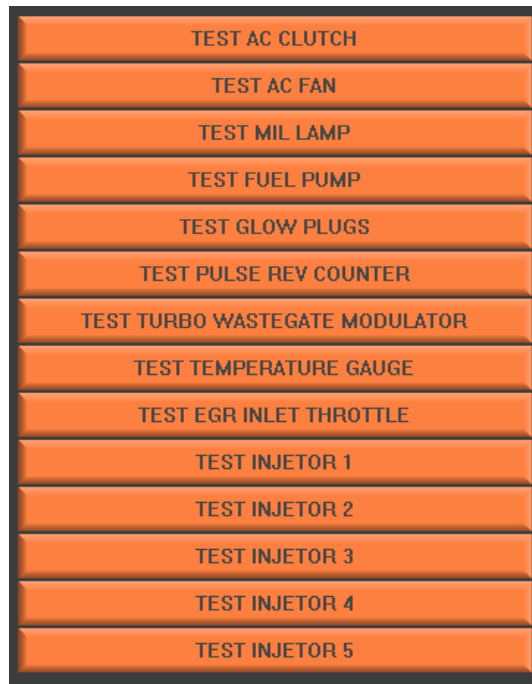 TEST AC CLUTCH
TEST AC FAN
TEST MIL LAMP
TEST FUEL PUMP
TEST GLOW PLUGS
TEST PULSE REV COUNTER
TEST TURBO WASTEGATE MODULATOR
TEST TEMPERATURE GAUGE
TEST EGR INLET THROTTLE
TEST INJETOR 1
TEST INJETOR 2
TEST INJETOR 3
TEST INJETOR 4
TEST INJETOR 5